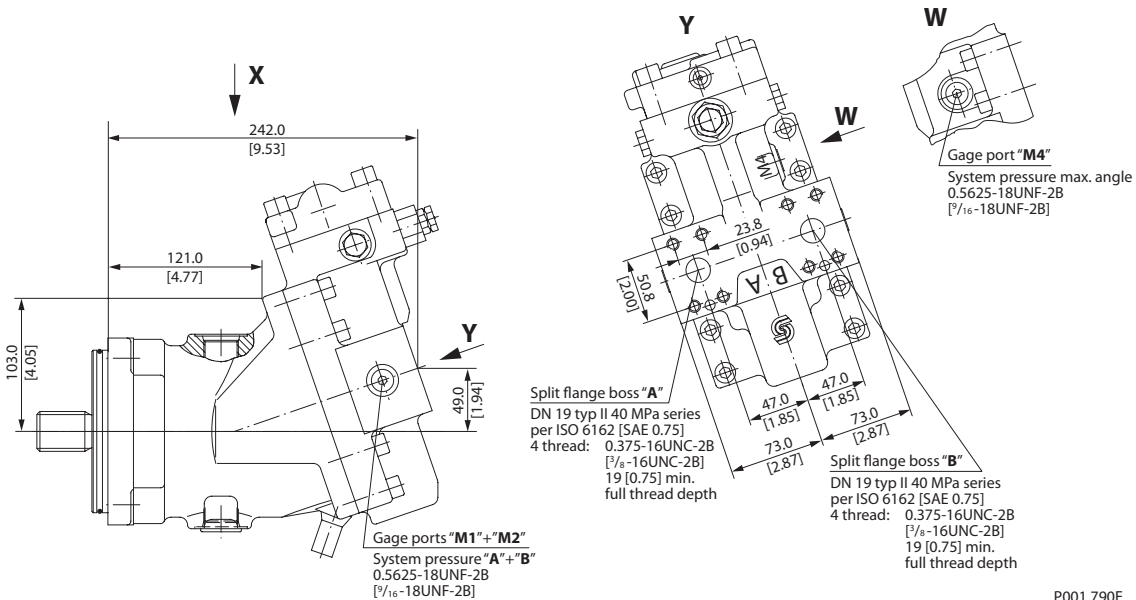 X
242.0
[9.53]
121.0
[4.77]
103.0
[4.05]
Y
49.0
[1.94]
Gage ports "M1"+"M2"
System pressure "A"+"B"
0.5625-18UNF-2B
[9/16-18UNF-2B]
Y
W
M4
23.8
[0.94]
50.8
[2.00]
B A
47.0
[1.85]
47.0
[1.85]
73.0
[2.87]
73.0
[2.87]
Split flange boss "A"
DN 19 typ II 40 MPa series
per ISO 6162 [SAE 0.75]
4 thread: 0.375-16UNC-2B
[3/8-16UNC-2B]
19 [0.75] min.
full thread depth
Split flange boss "B"
DN 19 typ II 40 MPa series
per ISO 6162 [SAE 0.75]
4 thread: 0.375-16UNC-2B
[3/8-16UNC-2B]
19 [0.75] min.
full thread depth
W
Gage port "M4"
System pressure max. angle
0.5625-18UNF-2B
[9/16-18UNF-2B]
P001 790E